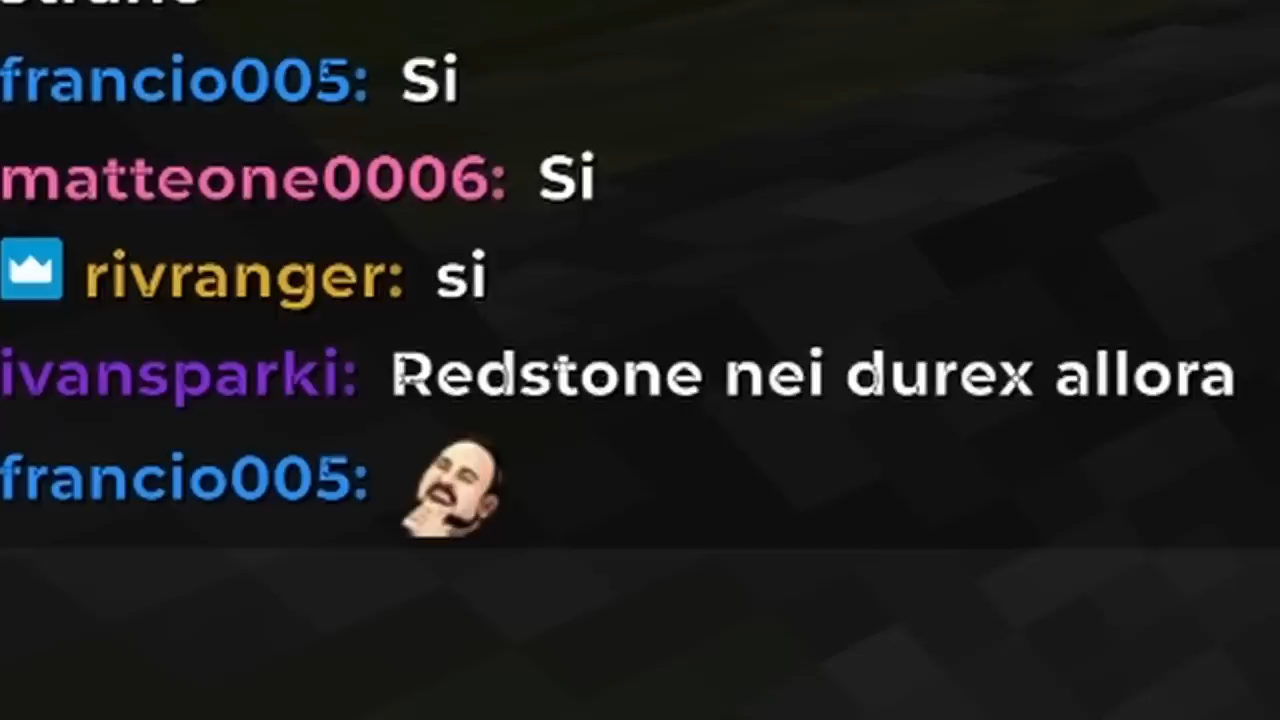 francio005: Si
matteone0006: Si
rivranger: si
ivansparki: Redstone nei durex allora
francio005: